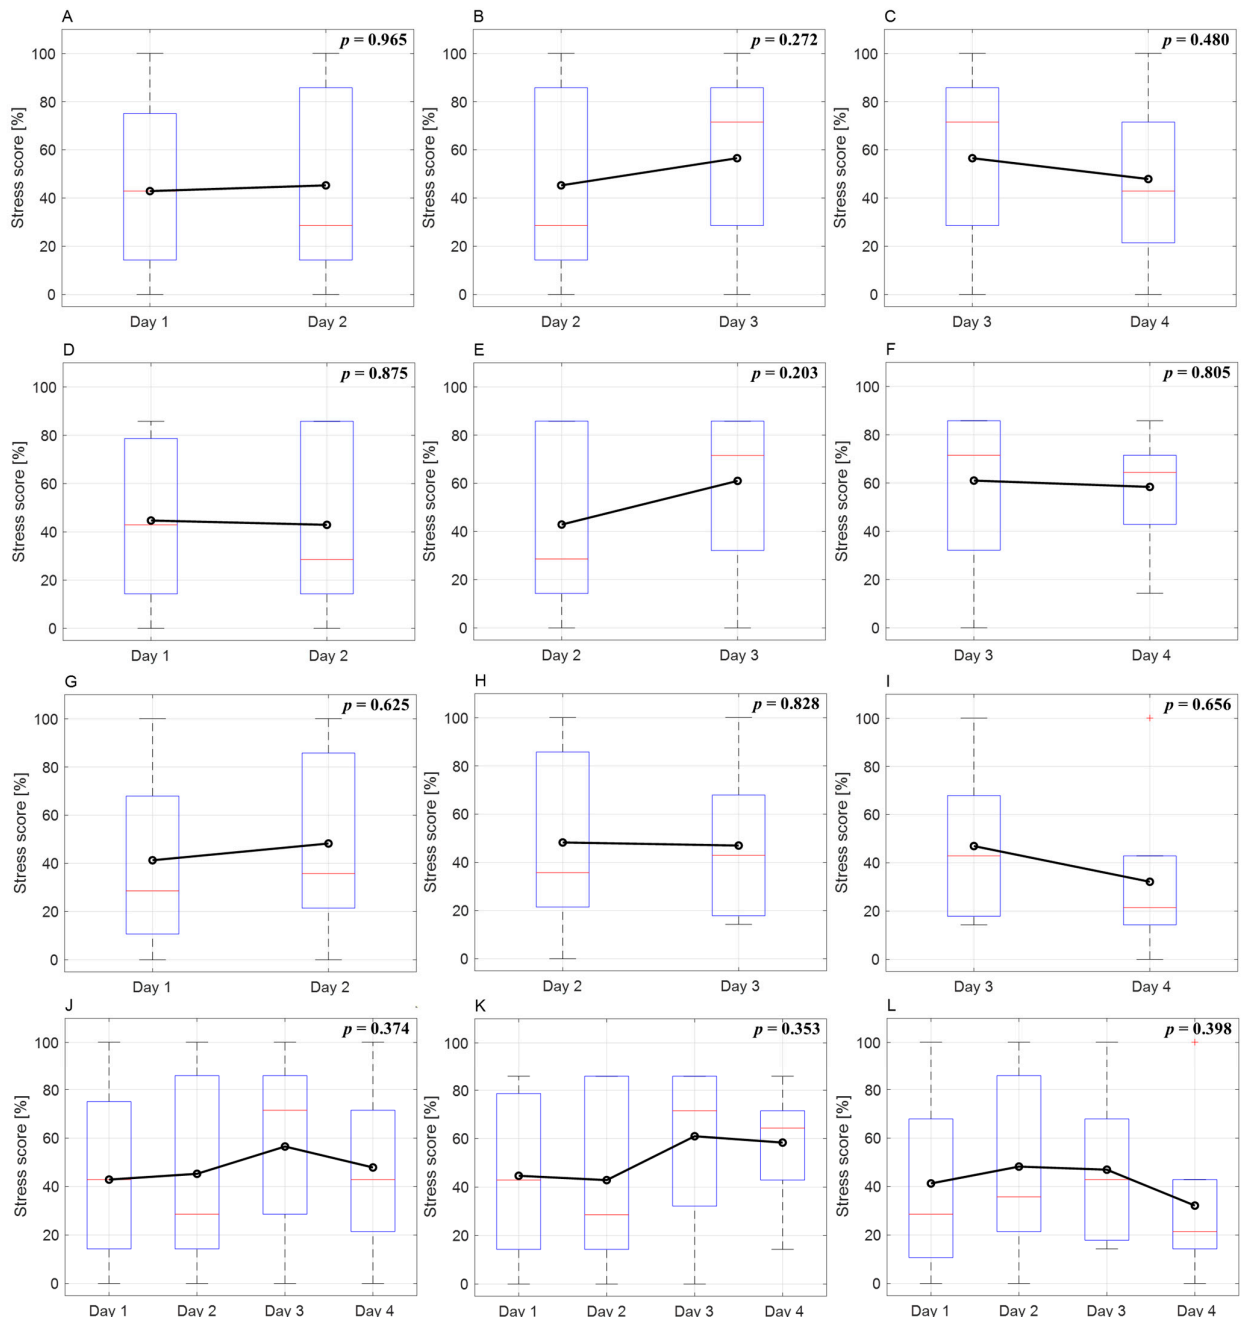 A
p = 0.965
Stress score [%]
100
80
60
40
20
0
Day 1
Day 2
B
p = 0.272
Stress score [%]
100
80
60
40
20
0
Day 2
Day 3
C
p = 0.480
Stress score [%]
100
80
60
40
20
0
Day 3
Day 4
D
p = 0.875
Stress score [%]
100
80
60
40
20
0
Day 1
Day 2
E
p = 0.203
Stress score [%]
100
80
60
40
20
0
Day 2
Day 3
F
p = 0.805
Stress score [%]
100
80
60
40
20
0
Day 3
Day 4
G
p = 0.625
Stress score [%]
100
80
60
40
20
0
Day 1
Day 2
H
p = 0.828
Stress score [%]
100
80
60
40
20
0
Day 2
Day 3
I
p = 0.656
Stress score [%]
100
80
60
40
20
0
Day 3
Day 4
J
p = 0.374
Stress score [%]
100
80
60
40
20
0
Day 1
Day 2
Day 3
Day 4
K
p = 0.353
Stress score [%]
100
80
60
40
20
0
Day 1
Day 2
Day 3
Day 4
L
p = 0.398
Stress score [%]
100
80
60
40
20
0
Day 1
Day 2
Day 3
Day 4